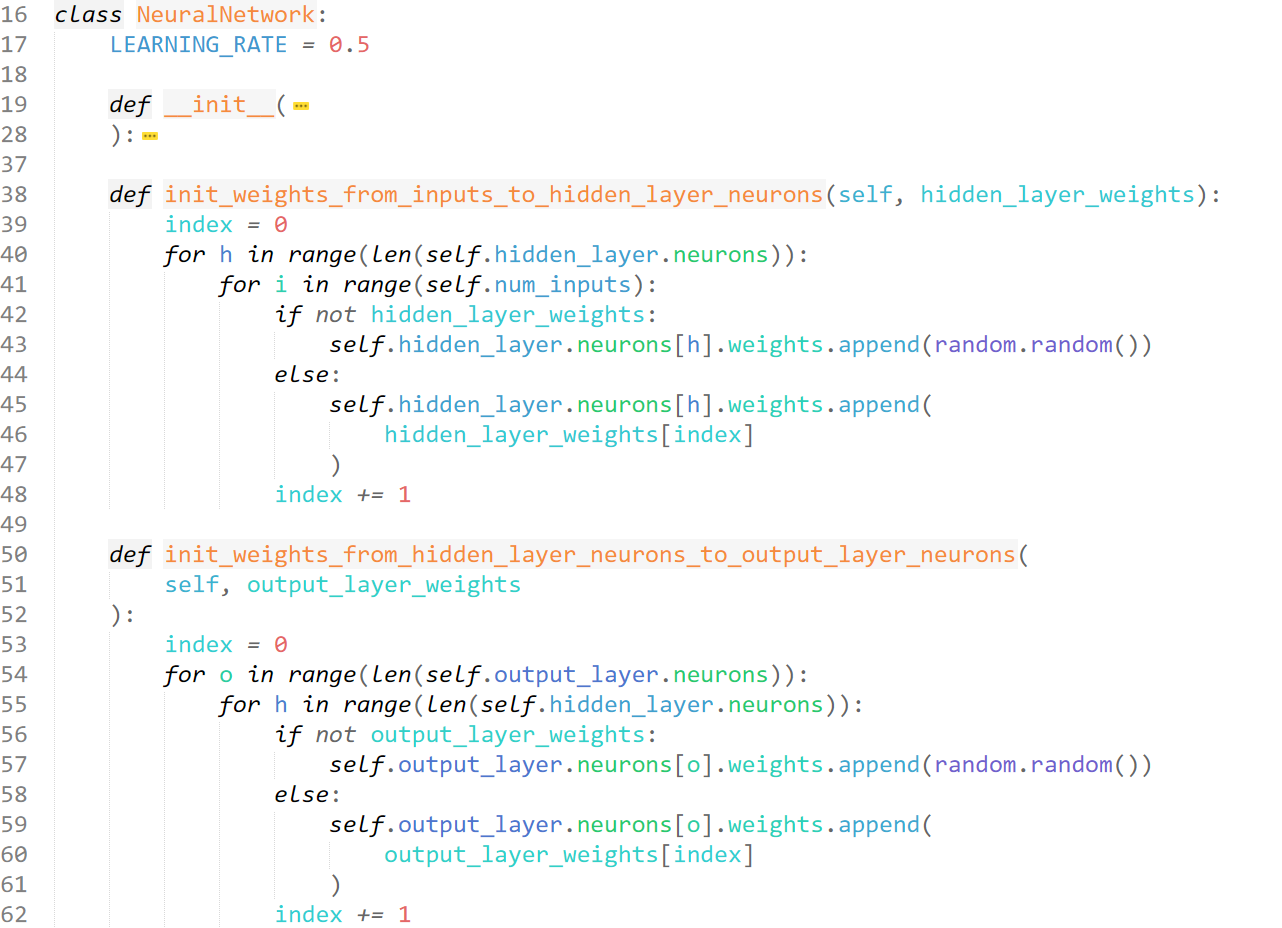 16 class NeuralNetwork:
17     LEARNING_RATE = 0.5
18
19     def __init__(…
28     ):…
37
38     def init_weights_from_inputs_to_hidden_layer_neurons(self, hidden_layer_weights):
39         index = 0
40         for h in range(len(self.hidden_layer.neurons)):
41             for i in range(self.num_inputs):
42                 if not hidden_layer_weights:
43                     self.hidden_layer.neurons[h].weights.append(random.random())
44                 else:
45                     self.hidden_layer.neurons[h].weights.append(
46                         hidden_layer_weights[index]
47                     )
48                 index += 1
49
50     def init_weights_from_hidden_layer_neurons_to_output_layer_neurons(
51         self, output_layer_weights
52     ):
53         index = 0
54         for o in range(len(self.output_layer.neurons)):
55             for h in range(len(self.hidden_layer.neurons)):
56                 if not output_layer_weights:
57                     self.output_layer.neurons[o].weights.append(random.random())
58                 else:
59                     self.output_layer.neurons[o].weights.append(
60                         output_layer_weights[index]
61                     )
62                 index += 1